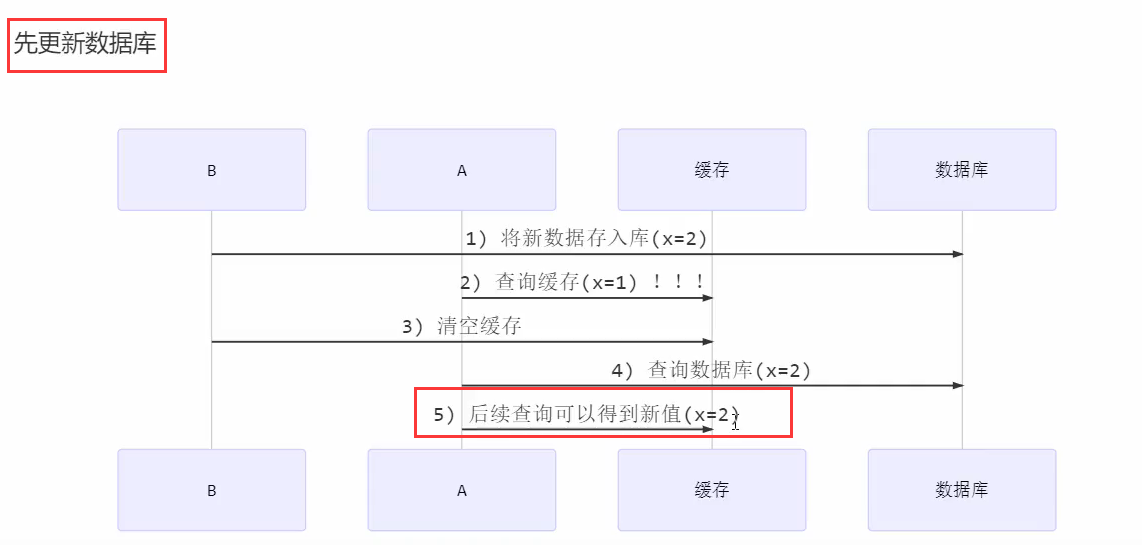 先更新数据库
B
A
缓存
数据库
1) 将新数据存入库(x=2)
2) 查询缓存(x=1) ！！！
3) 清空缓存
4) 查询数据库(x=2)
5) 后续查询可以得到新值(x=2)
B
A
缓存
数据库